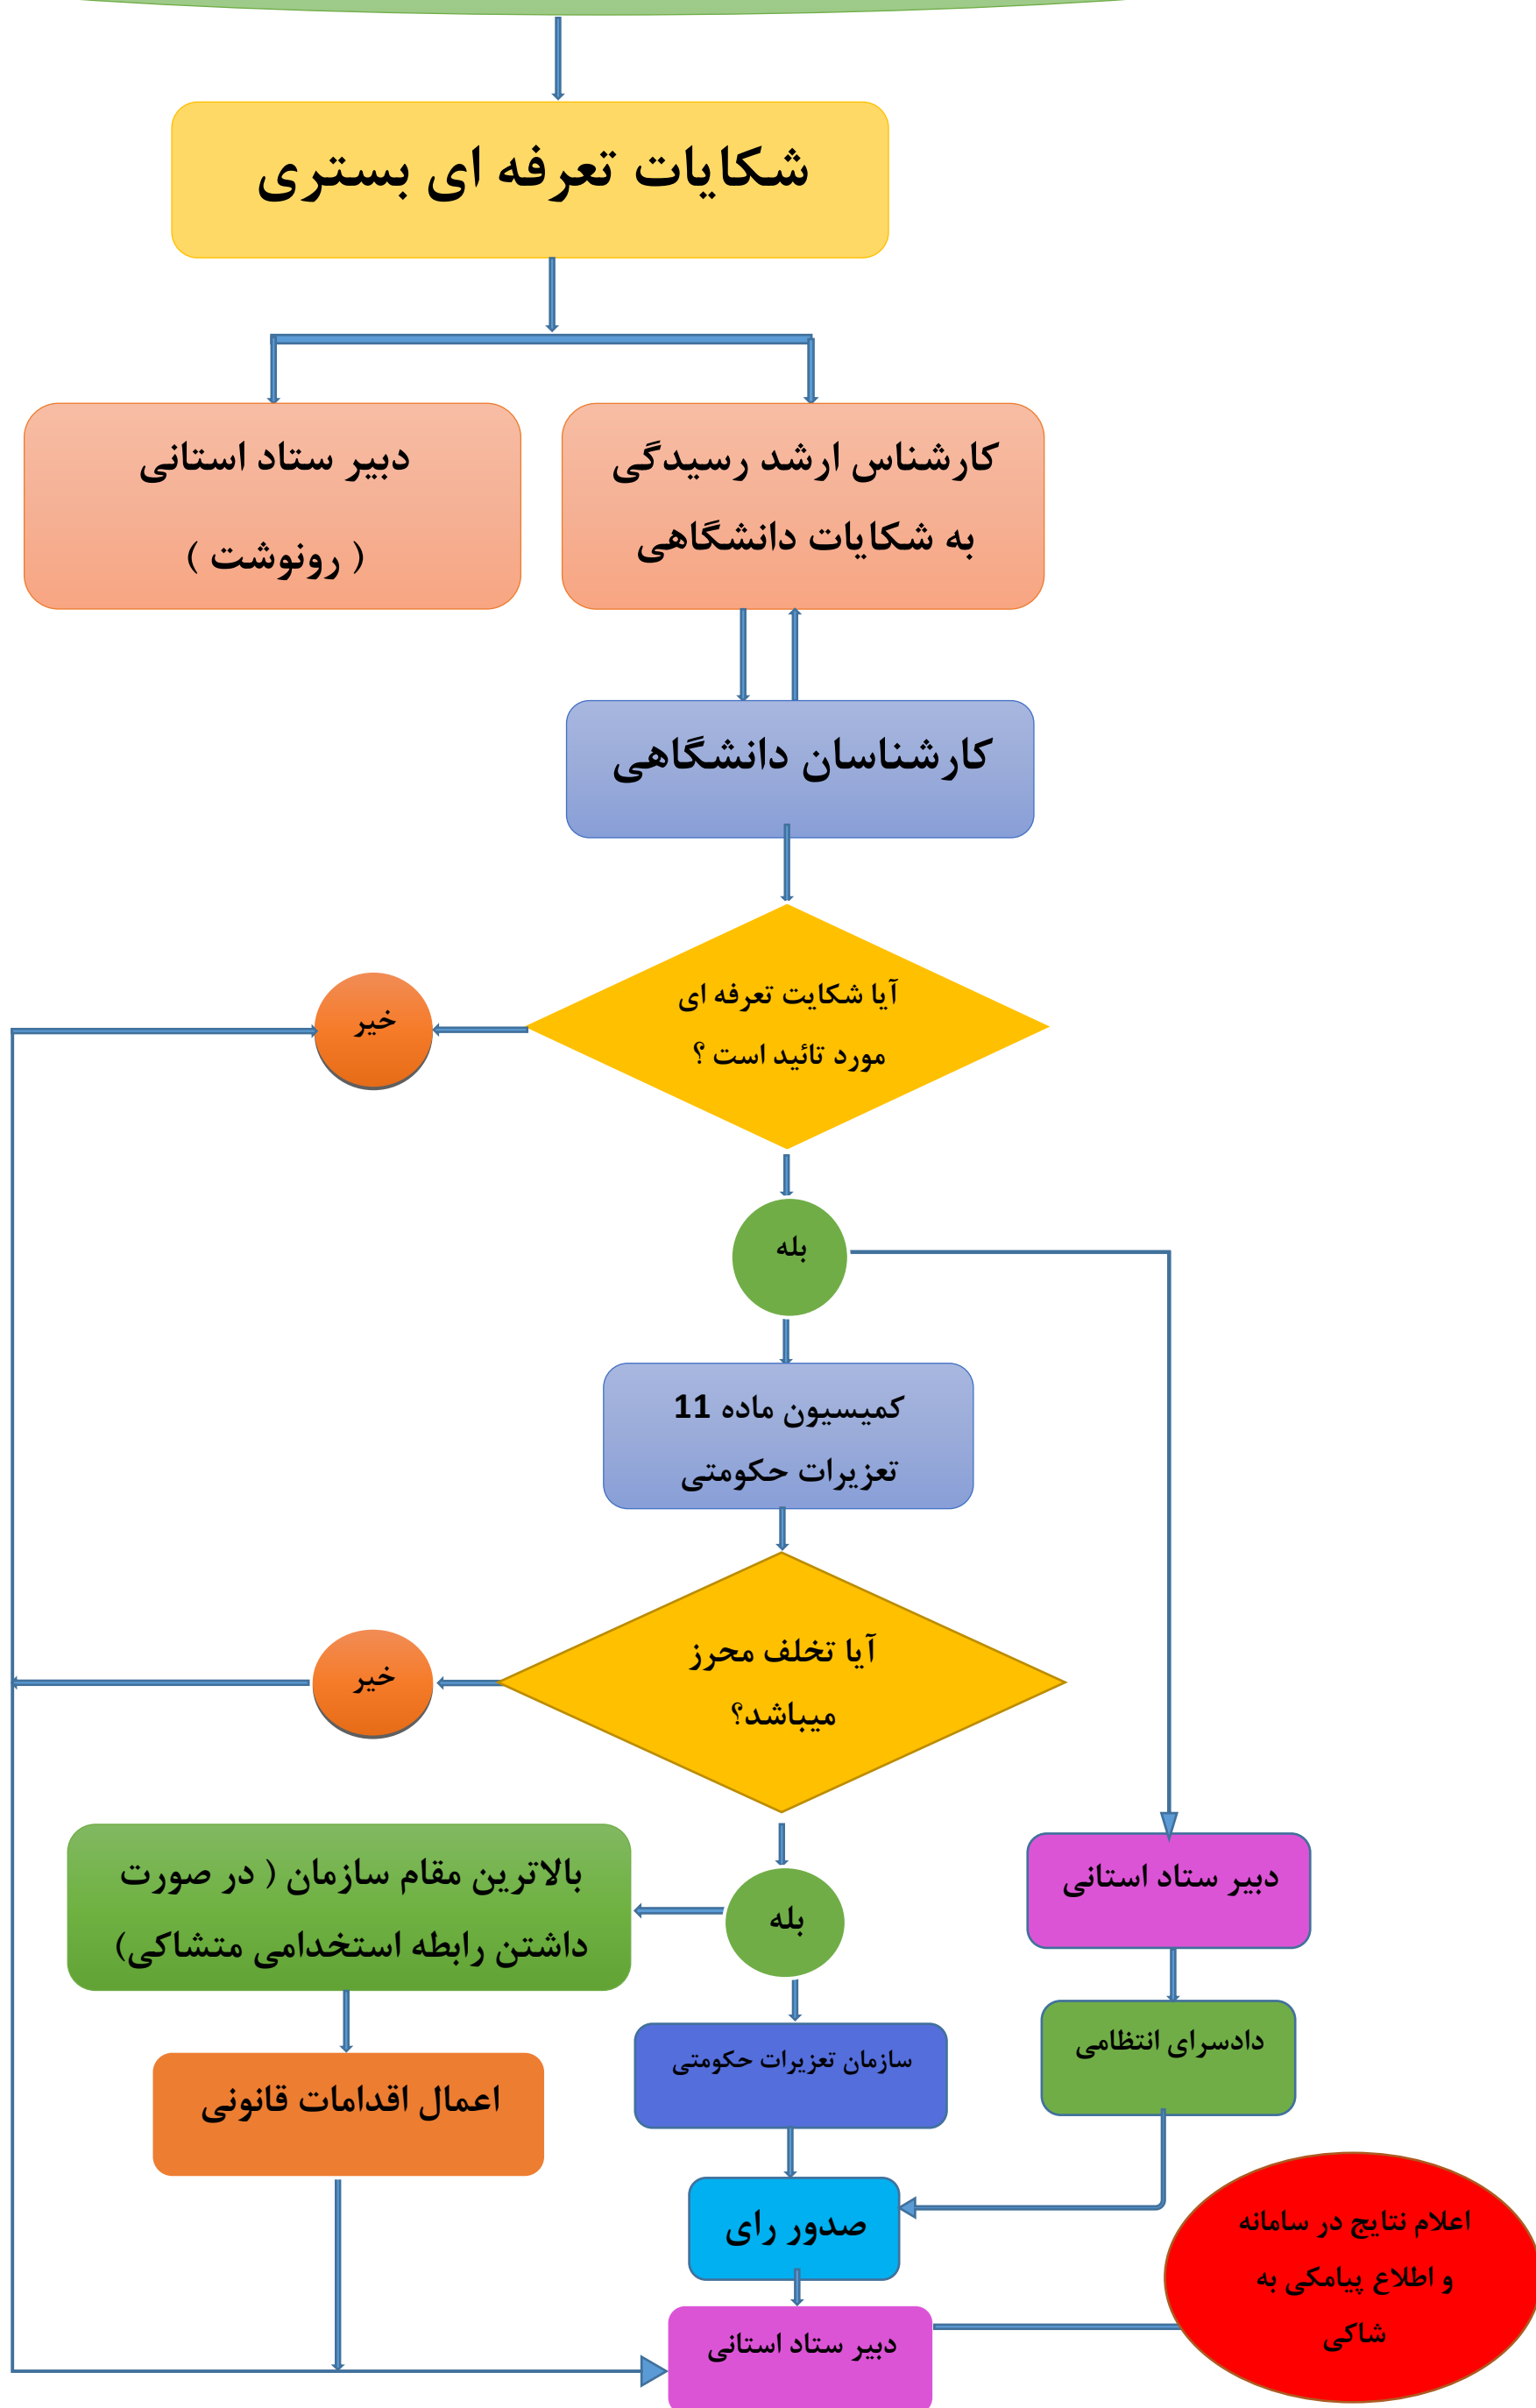 شکایات تعرفه ای بستری
کارشناس ارشد رسیدگی
به شکایات دانشگاهی
دبیر ستاد استانی
( رونوشت )
کارشناسان دانشگاهی
آیا شکایت تعرفه ای
مورد تائید است ؟
خیر
بله
کمیسیون ماده 11
تعزیرات حکومتی
آیا تخلف محرز
میباشد؟
خیر
بله
دبیر ستاد استانی
بالاترین مقام سازمان ( در صورت
داشتن رابطه استخدامی متشاکی)
دادسرای انتظامی
سازمان تعزیرات حکومتی
اعمال اقدامات قانونی
صدور رای
دبیر ستاد استانی
اعلام نتایج در سامانه
و اطلاع پیامکی به
شاکی